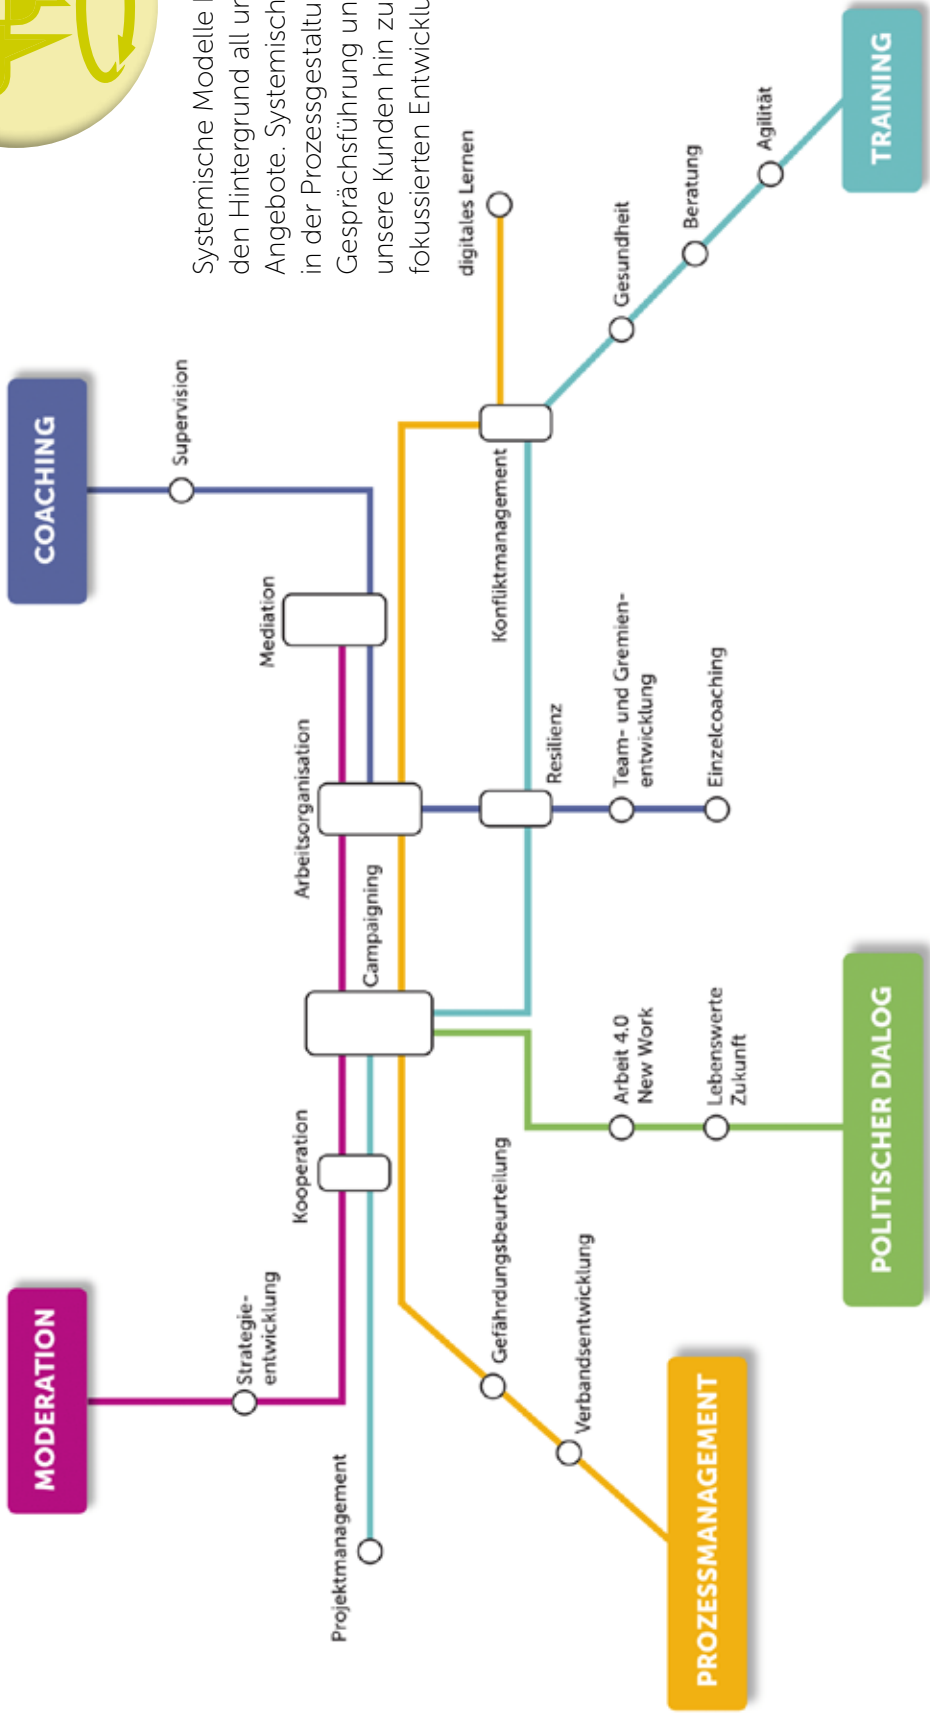 MODERATION
COACHING
Supervision
Systemische Modelle
den Hintergrund all un
Angebote. Systemisch
in der Prozessgestaltu
Gesprächsführung un
unsere Kunden hin zu
fokussierten Entwicklu
Strategie-
entwicklung
Mediation
Kooperation
Arbeitsorganisation
Projektmanagement
Campaigning
digitales Lernen
Gefährdungsbeurteilung
Konfliktmanagement
Resilienz
Verbandsentwicklung
Arbeit 4.0
New Work
Team- und Gremien-
entwicklung
Gesundheit
Beratung
Lebenswerte
Zukunft
Einzelcoaching
Agilität
PROZESSMANAGEMENT
POLITISCHER DIALOG
TRAINING